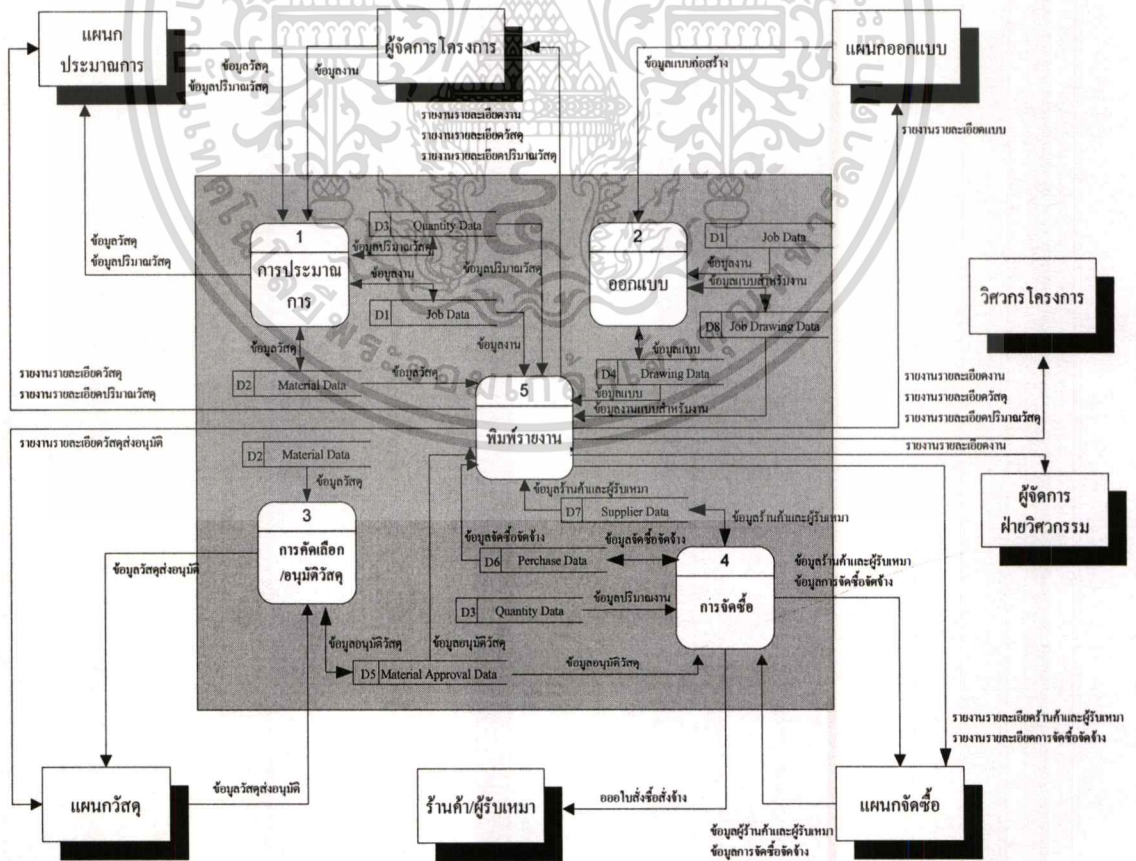 แผนก
ประมาณการ
ข้อมูลวัสดุ
ข้อมูลปริมาณวัสดุ
ข้อมูลงาน
ผู้จัดการโครงการ
รายงานรายละเอียดงาน
รายงานรายละเอียดวัสดุ
รายงานรายละเอียดปริมาณวัสดุ
ข้อมูลแบบก่อสร้าง
แผนกออกแบบ
รายงานรายละเอียดแบบ
ข้อมูลวัสดุ
ข้อมูลปริมาณวัสดุ
1
การประมาณ
การ
D3 Quantity Data
ข้อมูลปริมาณวัสดุ
ข้อมูลปริมาณวัสดุ
ข้อมูลงาน
D1 Job Data
ข้อมูลงาน
2
ออกแบบ
D1 Job Data
ข้อมูลงาน
ข้อมูลแบบสำหรับงาน
D8 Job Drawing Data
วิศวกรโครงการ
ข้อมูลวัสดุ
D2 Material Data
ข้อมูลวัสดุ
ข้อมูลแบบ
D4 Drawing Data
ข้อมูลแบบ
ข้อมูลงานแบบสำหรับงาน
5
พิมพ์รายงาน
รายงานรายละเอียดวัสดุ
รายงานรายละเอียดปริมาณวัสดุ
รายงานรายละเอียดงาน
รายงานรายละเอียดวัสดุ
รายงานรายละเอียดปริมาณวัสดุ
รายงานรายละเอียดวัสดุส่งอนุมัติ
รายงานรายละเอียดงาน
D2 Material Data
ข้อมูลวัสดุ
3
การคัดเลือก
/อนุมัติวัสดุ
ข้อมูลวัสดุส่งอนุมัติ
ข้อมูลร้านค้าและผู้รับเหมา
D7 Supplier Data
ข้อมูลร้านค้าและผู้รับเหมา
ผู้จัดการ
ฝ่ายวิศวกรรม
ข้อมูลจัดซื้อจัดจ้าง
ข้อมูลจัดซื้อจัดจ้าง
D6 Perchase Data
4
การจัดซื้อ
ข้อมูลร้านค้าและผู้รับเหมา
ข้อมูลการจัดซื้อจัดจ้าง
D3 Quantity Data
ข้อมูลปริมาณงาน
ข้อมูลอนุมัติวัสดุ
ข้อมูลอนุมัติวัสดุ
D5 Material Approval Data
ข้อมูลอนุมัติวัสดุ
รายงานรายละเอียดร้านค้าและผู้รับเหมา
รายงานรายละเอียดการจัดซื้อจัดจ้าง
แผนกวัสดุ
ข้อมูลวัสดุส่งอนุมัติ
ร้านค้า/ผู้รับเหมา
ออกใบสั่งซื้อสั่งจ้าง
แผนกจัดซื้อ
ข้อมูลผู้ร้านค้าและผู้รับเหมา
ข้อมูลการจัดซื้อจัดจ้าง